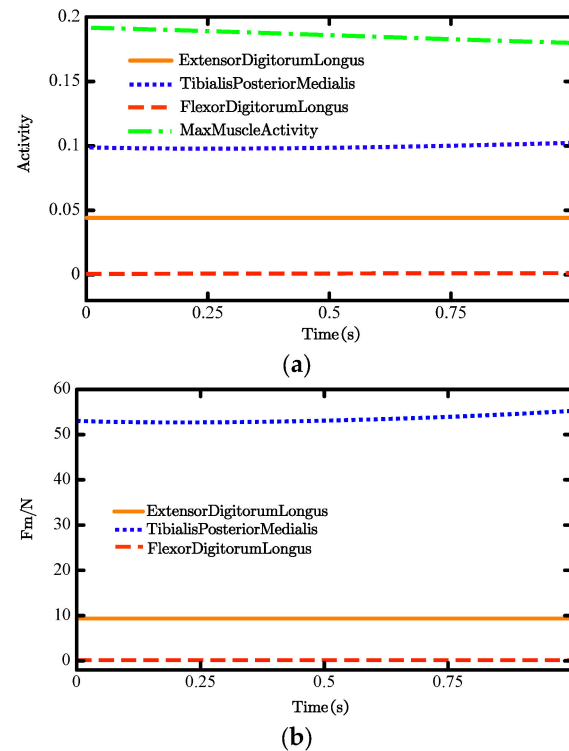 0.2
0.15
0.1
0.05
0
Activity
ExtensorDigitorumLongus
TibialisPosteriorMedialis
FlexorDigitorumLongus
MaxMuscleActivity
0 0.25 0.5 0.75
Time(s)
(a)
60
50
40
30
20
10
0
Fm/N
ExtensorDigitorumLongus
TibialisPosteriorMedialis
FlexorDigitorumLongus
0 0.25 0.5 0.75
Time(s)
(b)